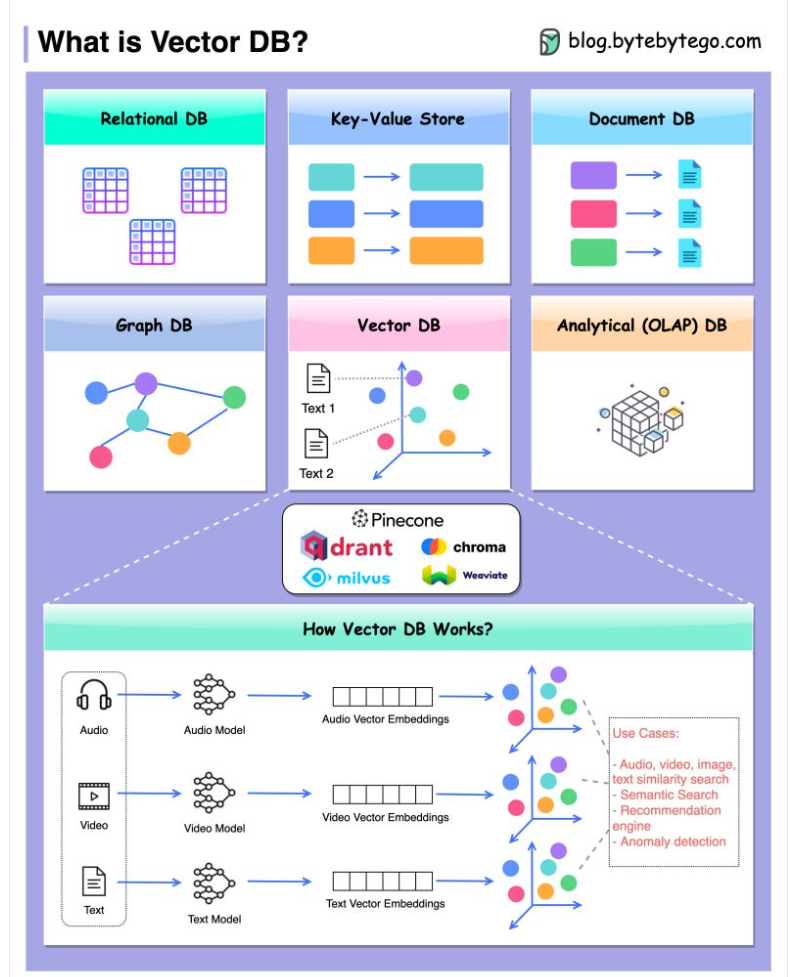 What is Vector DB?
blog.bytebytego.com
Relational DB
Key-Value Store
Document DB
Graph DB
Vector DB
Analytical (OLAP) DB
Text 1
Text 2
Pinecone
qdrant
chroma
milvus
Weaviate
How Vector DB Works?
Audio
Audio Model
Audio Vector Embeddings
Video
Video Model
Video Vector Embeddings
Text
Text Model
Text Vector Embeddings
Use Cases:
- Audio, video, image,
text similarity search
- Semantic Search
- Recommendation
engine
- Anomaly detection